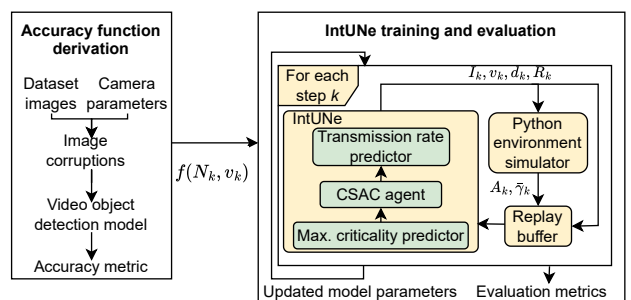 Accuracy function
derivation
Dataset
images
Camera
parameters
Image
corruptions
Video object
detection model
Accuracy metric
f(N_k, v_k)
IntUNe training and evaluation
For each
step k
I_k, v_k, d_k, R_k
IntUNe
Transmission rate
predictor
CSAC agent
Max. criticality predictor
Python
environment
simulator
A_k, γ̄_k
Replay
buffer
Updated model parameters
Evaluation metrics